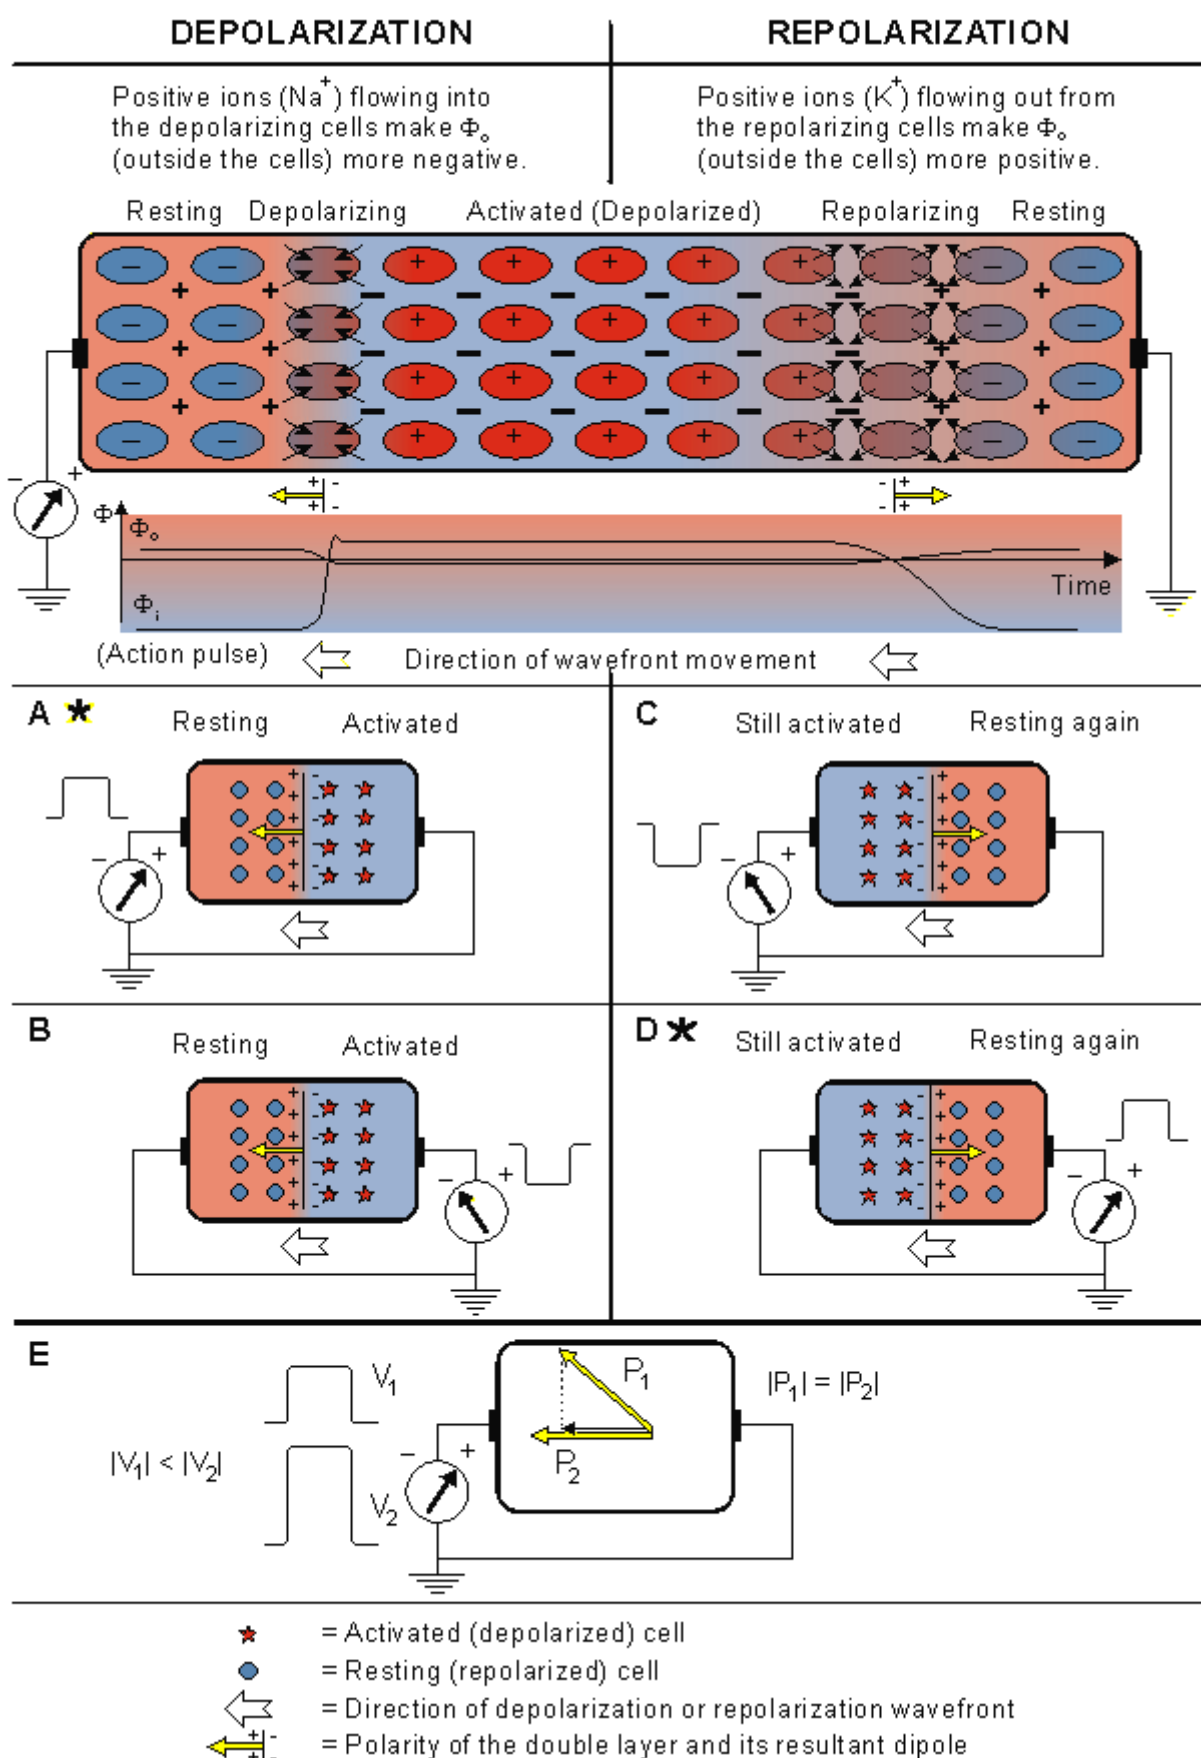 DEPOLARIZATION
REPOLARIZATION
Positive ions (Na⁺) flowing into
the depolarizing cells make Φₒ
(outside the cells) more negative.
Positive ions (K⁺) flowing out from
the repolarizing cells make Φₒ
(outside the cells) more positive.
Resting Depolarizing Activated (Depolarized) Repolarizing Resting
Φ
Φₒ
Φᵢ
Time
(Action pulse)
Direction of wavefront movement
A *
Resting Activated
C
Still activated Resting again
B
Resting Activated
D *
Still activated Resting again
E
V₁
P₁
|P₁| = |P₂|
|V₁| < |V₂|
P₂
V₂
= Activated (depolarized) cell
= Resting (repolarized) cell
= Direction of depolarization or repolarization wavefront
= Polarity of the double layer and its resultant dipole